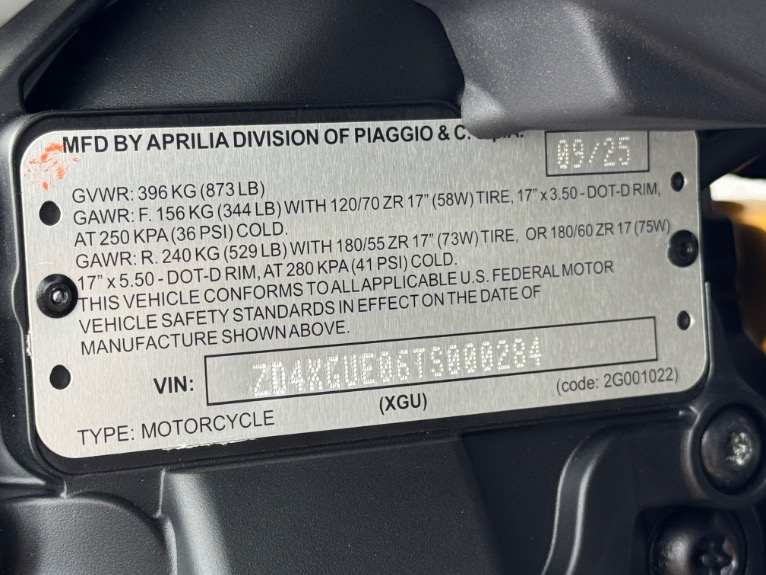 MFD BY APRILIA DIVISION OF PIAGGIO & C.
09/25
GVWR: 396 KG (873 LB)
GAWR: F. 156 KG (344 LB) WITH 120/70 ZR 17" (58W) TIRE, 17" x 3.50 - DOT-D RIM,
AT 250 KPA (36 PSI) COLD.
GAWR: R. 240 KG (529 LB) WITH 180/55 ZR 17" (73W) TIRE, OR 180/60 ZR 17 (75W)
17" x 5.50 - DOT-D RIM, AT 280 KPA (41 PSI) COLD.
THIS VEHICLE CONFORMS TO ALL APPLICABLE U.S. FEDERAL MOTOR
VEHICLE SAFETY STANDARDS IN EFFECT ON THE DATE OF
MANUFACTURE SHOWN ABOVE.
VIN: ZD4XGUE06TS000284
TYPE: MOTORCYCLE (XGU) (code: 2G001022)